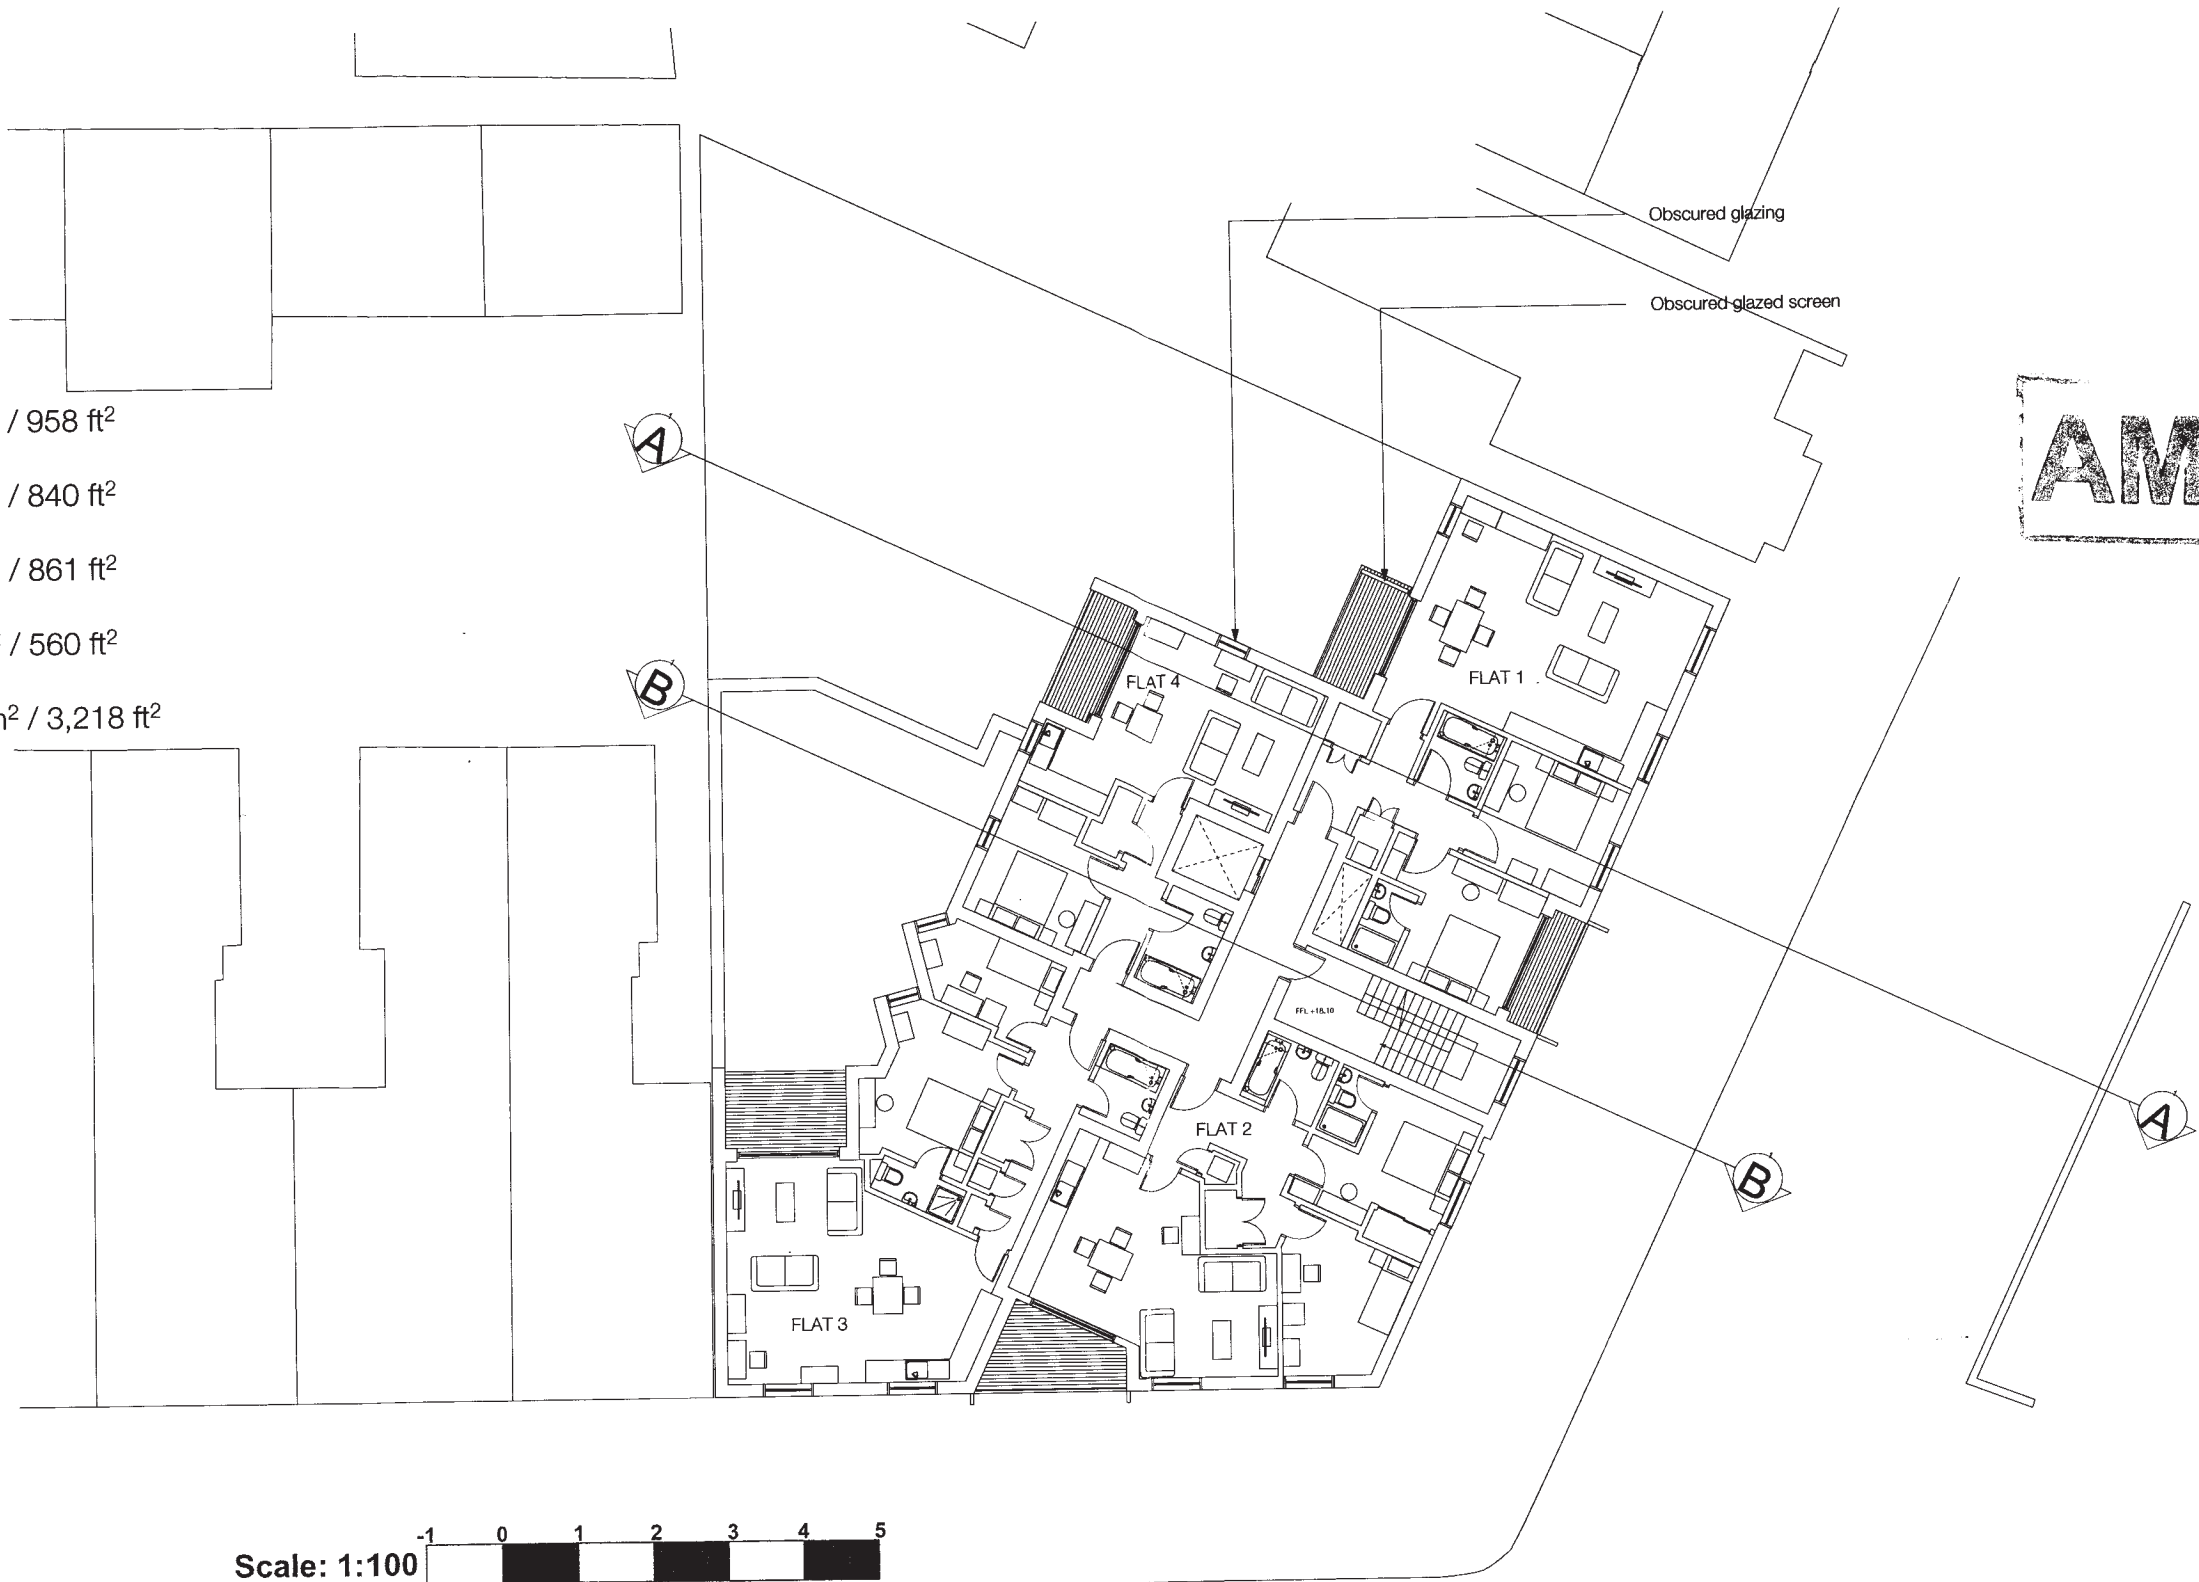 Obscured glazing
Obscured glazed screen
/ 958 ft²
/ 840 ft²
/ 861 ft²
/ 560 ft²
m² / 3,218 ft²
AM
A
B
FLAT 1
FLAT 4
FFL +18.10
FLAT 2
FLAT 3
A
B
-1 0 1 2 3 4 5
Scale: 1:100